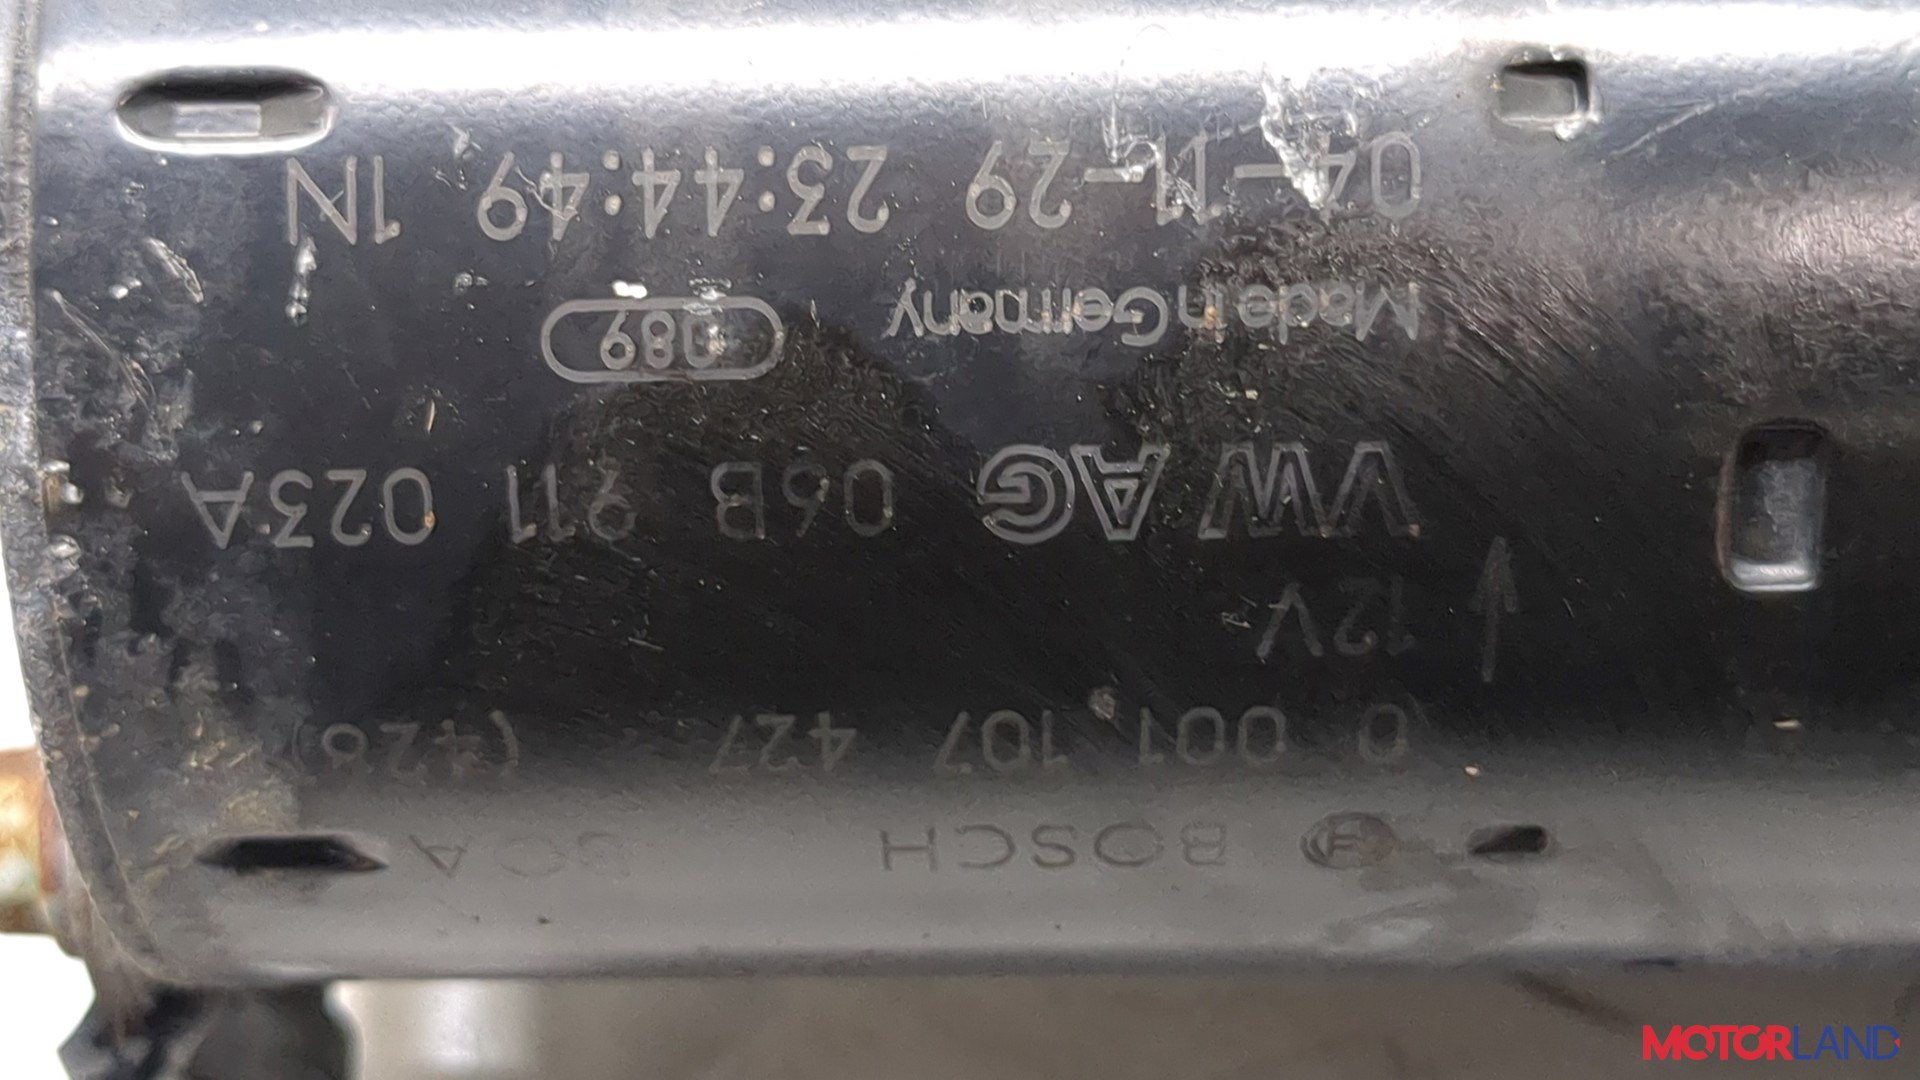 BOSCH
0 001 107 427 (428)
12V
VW AG 06B 911 023A
Made in Germany 089
04-11-29 23:44:49 1N
MOTORLAND